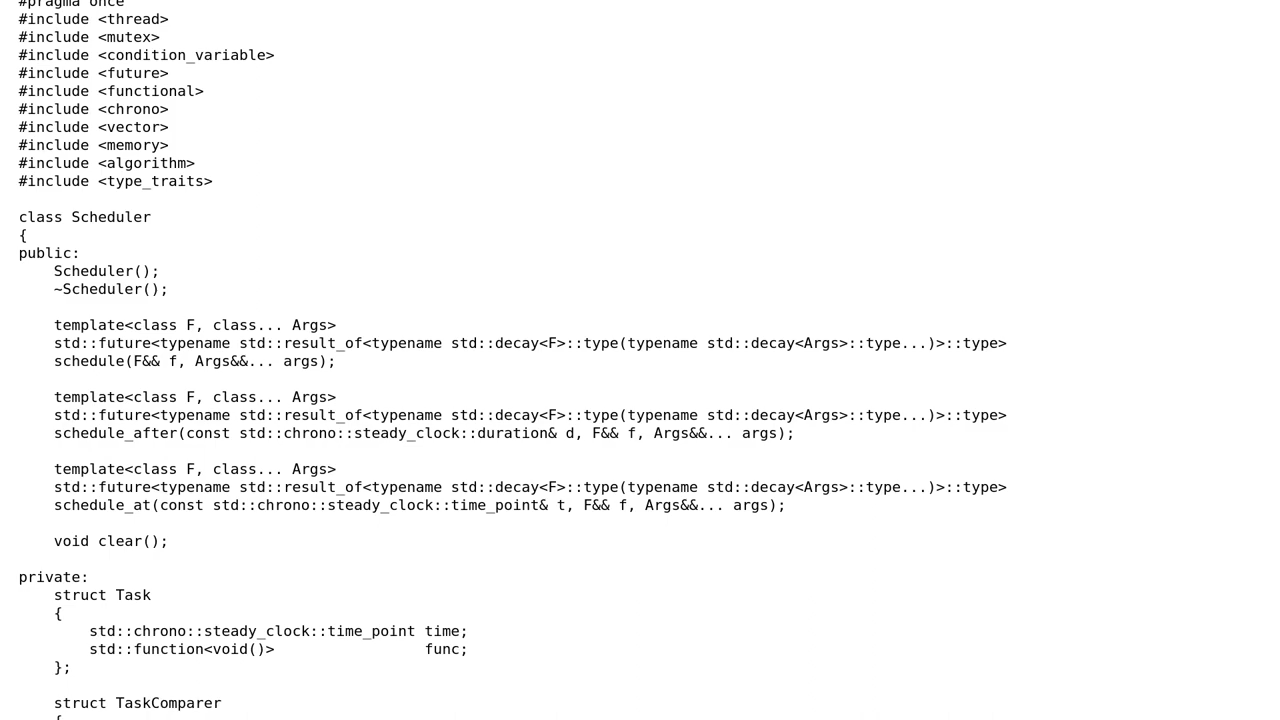 #pragma once
#include <thread>
#include <mutex>
#include <condition_variable>
#include <future>
#include <functional>
#include <chrono>
#include <vector>
#include <memory>
#include <algorithm>
#include <type_traits>

class Scheduler
{
public:
    Scheduler();
    ~Scheduler();

    template<class F, class... Args>
    std::future<typename std::result_of<typename std::decay<F>::type(typename std::decay<Args>::type...)>::type>
    schedule(F&& f, Args&&... args);

    template<class F, class... Args>
    std::future<typename std::result_of<typename std::decay<F>::type(typename std::decay<Args>::type...)>::type>
    schedule_after(const std::chrono::steady_clock::duration& d, F&& f, Args&&... args);

    template<class F, class... Args>
    std::future<typename std::result_of<typename std::decay<F>::type(typename std::decay<Args>::type...)>::type>
    schedule_at(const std::chrono::steady_clock::time_point& t, F&& f, Args&&... args);

    void clear();

private:
    struct Task
    {
        std::chrono::steady_clock::time_point time;
        std::function<void()>                 func;
    };

    struct TaskComparer
    {